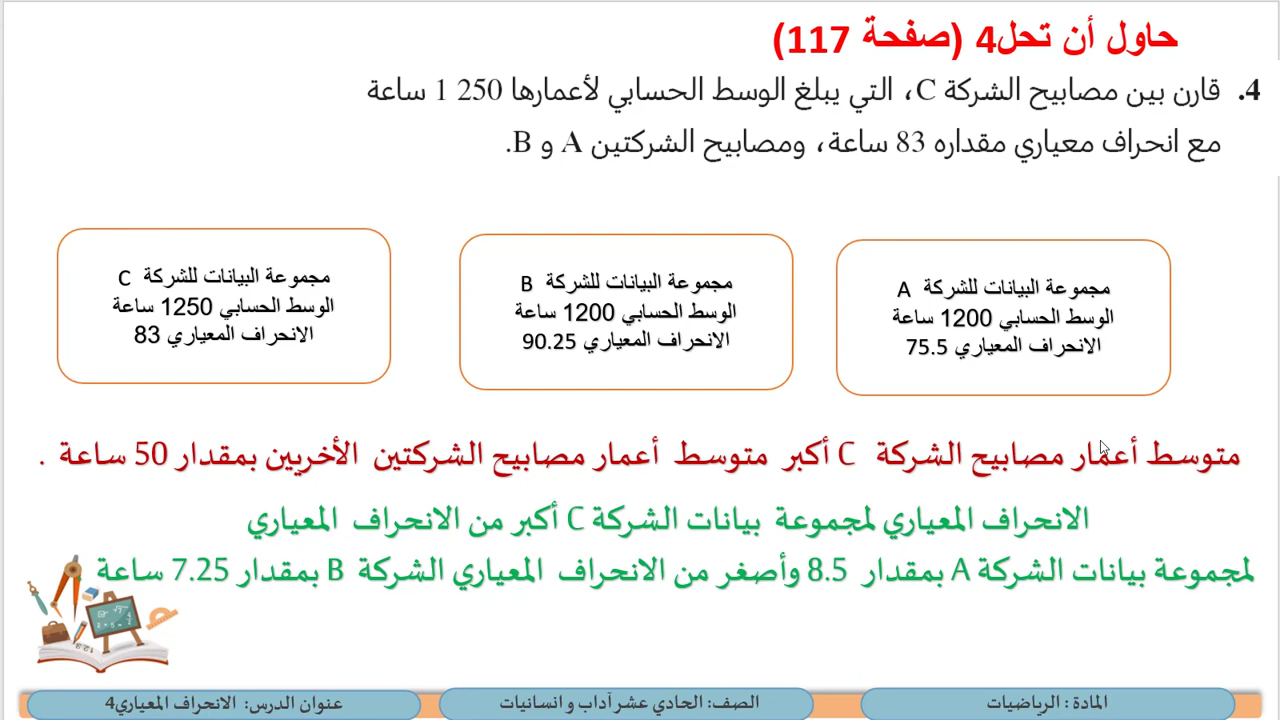 حاول أن تحل4 (صفحة 117)
4. قارن بين مصابيح الشركة C، التي يبلغ الوسط الحسابي لأعمارها 250 1 ساعة
مع انحراف معياري مقداره 83 ساعة، ومصابيح الشركتين A و B.
مجموعة البيانات للشركة A
الوسط الحسابي 1200 ساعة
الانحراف المعياري 75.5
مجموعة البيانات للشركة B
الوسط الحسابي 1200 ساعة
الانحراف المعياري 90.25
مجموعة البيانات للشركة C
الوسط الحسابي 1250 ساعة
الانحراف المعياري 83
متوسط أعمار مصابيح الشركة C أكبر متوسط أعمار مصابيح الشركتين الأخريين بمقدار 50 ساعة .
الانحراف المعياري لمجموعة بيانات الشركة C أكبر من الانحراف المعياري
لمجموعة بيانات الشركة A بمقدار 8.5 وأصغر من الانحراف المعياري الشركة B بمقدار 7.25 ساعة
المادة : الرياضيات
الصف: الحادي عشر آداب و انسانيات
عنوان الدرس: الانحراف المعياري4